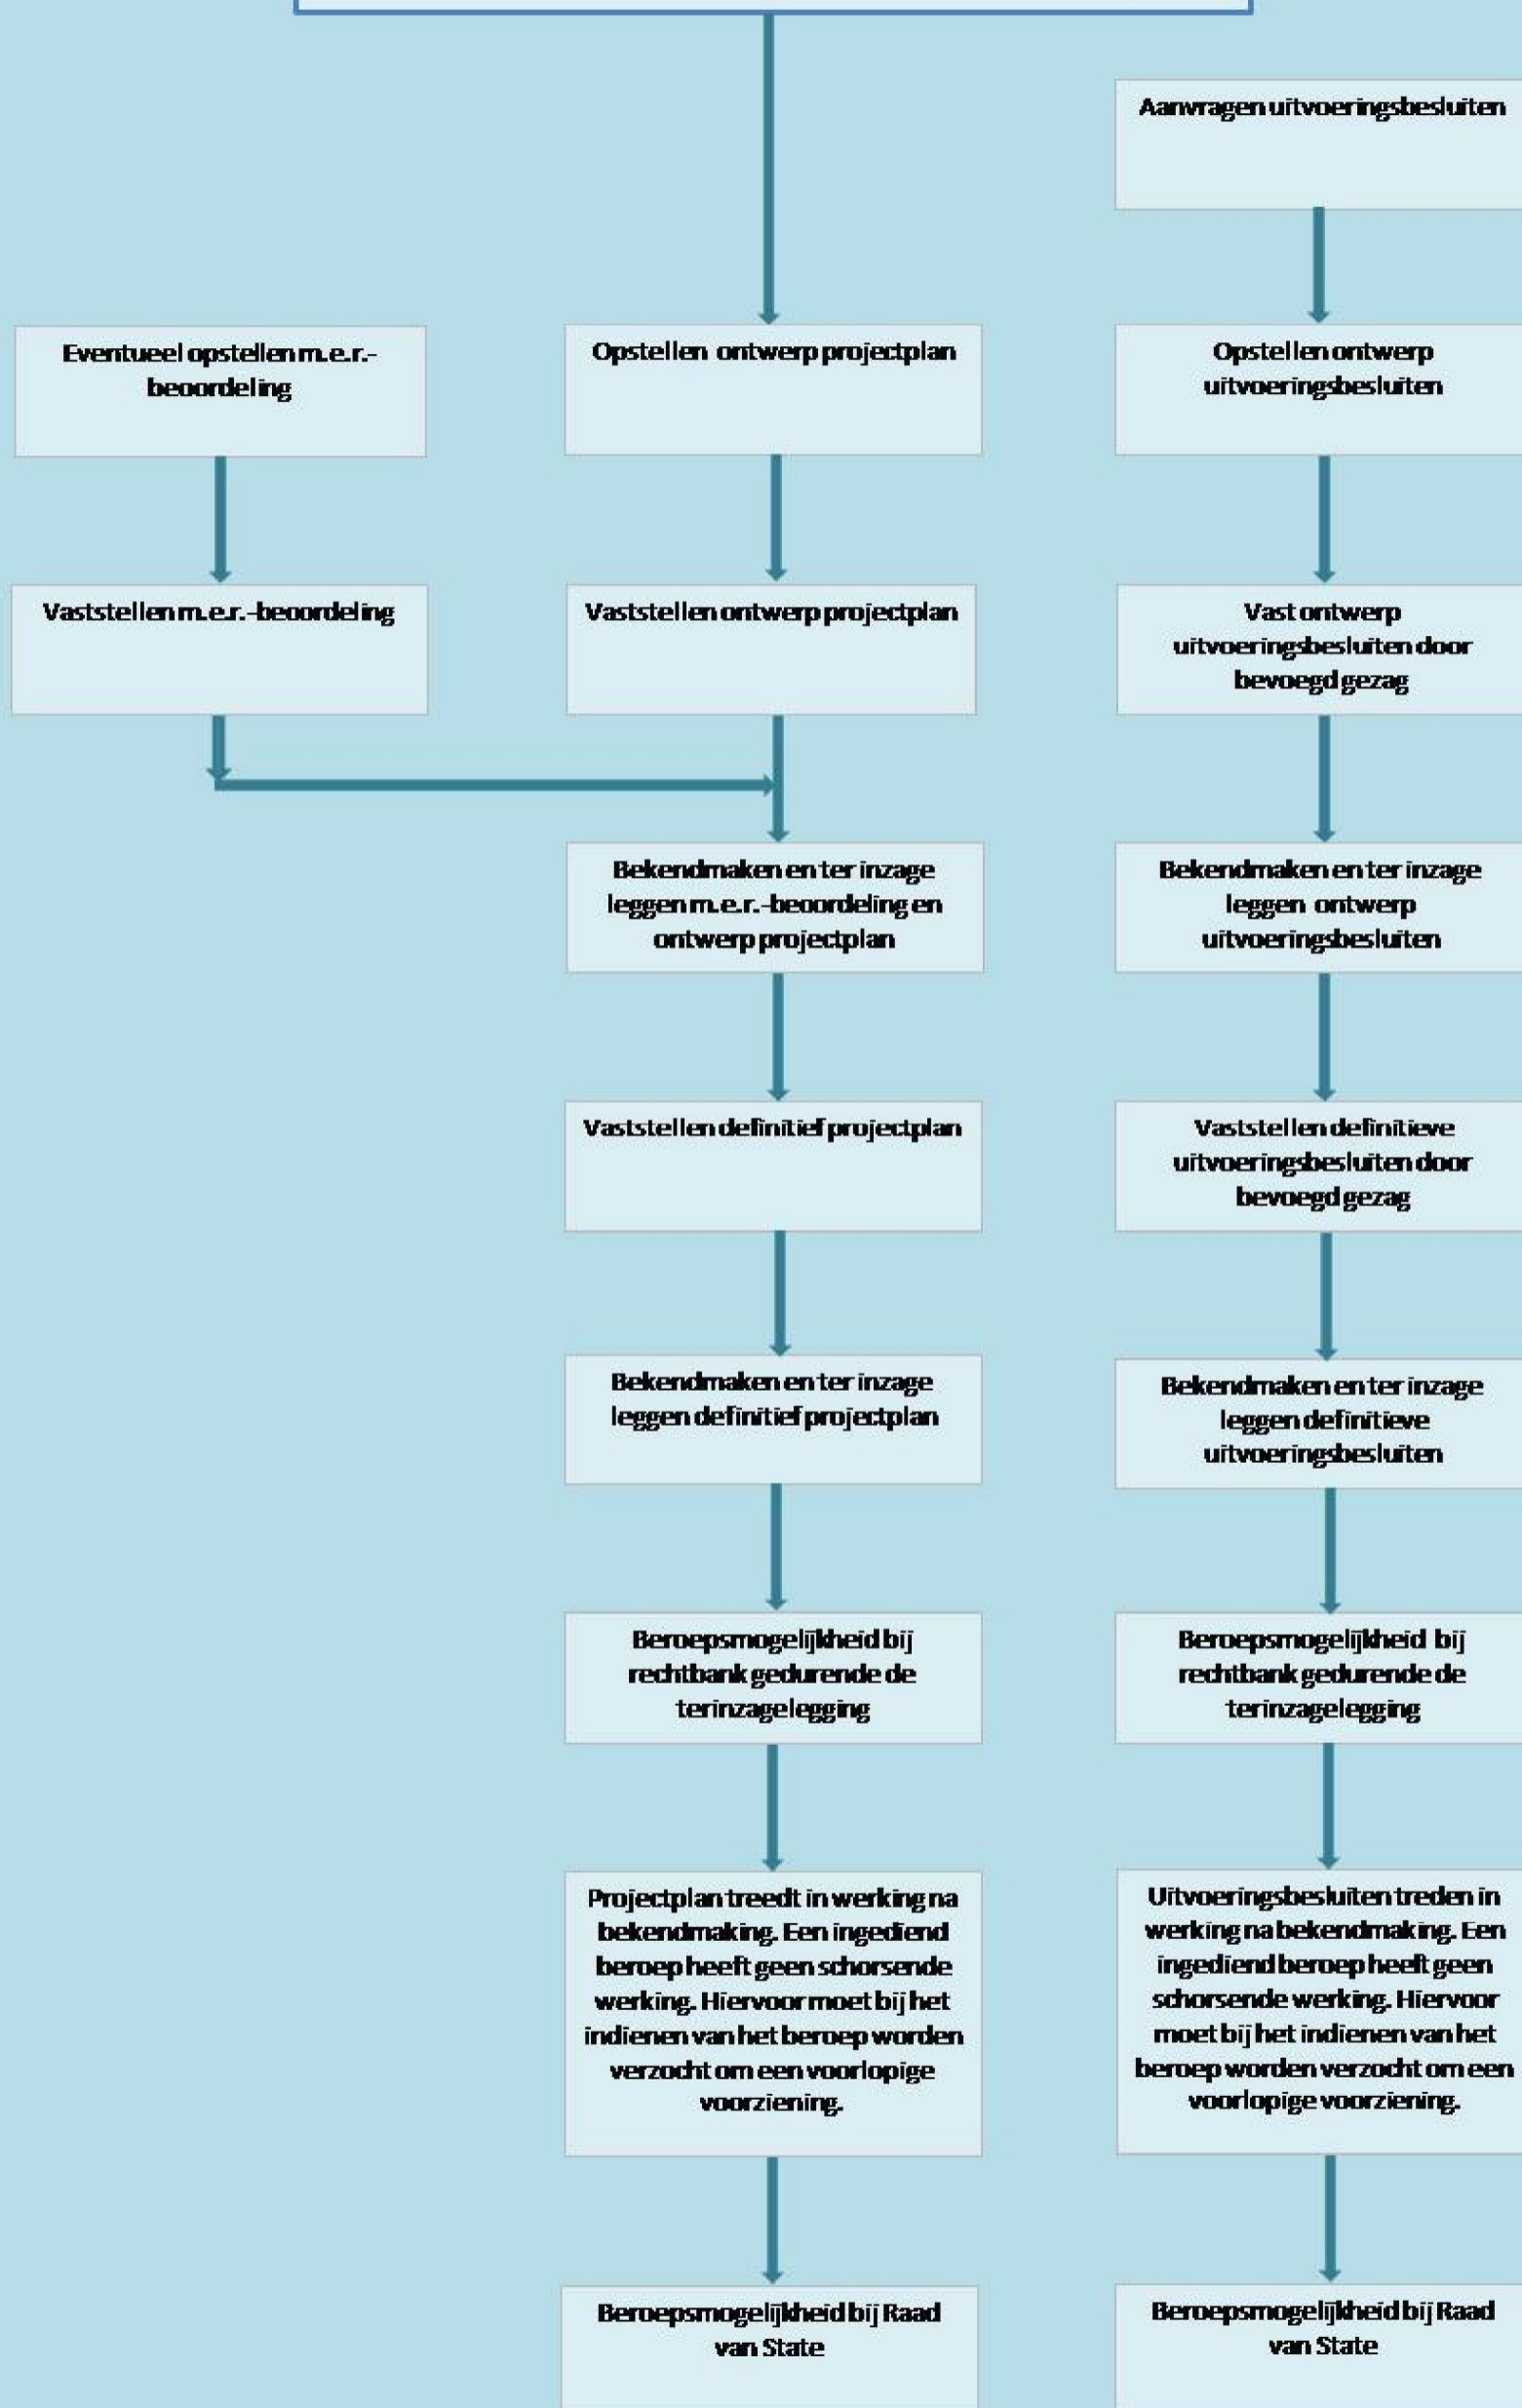 Aanvragen uitvoeringsbesluiten
Eventueel opstellen m.e.r.-
beoordeling
Opstellen ontwerp projectplan
Opstellen ontwerp
uitvoeringsbesluiten
Vaststellen m.e.r.-beoordeling
Vaststellen ontwerp projectplan
Vast ontwerp
uitvoeringsbesluiten door
bevoegd gezag
Bekendmaken en ter inzage
leggen m.e.r.-beoordeling en
ontwerp projectplan
Bekendmaken en ter inzage
leggen ontwerp
uitvoeringsbesluiten
Vaststellen definitief projectplan
Vaststellen definitieve
uitvoeringsbesluiten door
bevoegd gezag
Bekendmaken en ter inzage
leggen definitief projectplan
Bekendmaken en ter inzage
leggen definitieve
uitvoeringsbesluiten
Beroepsmogelijkheid bij
rechtbank gedurende de
terinzagelegging
Beroepsmogelijkheid bij
rechtbank gedurende de
terinzagelegging
Projectplan treedt in werking na
bekendmaking. Een ingediend
beroep heeft geen schorsende
werking. Hiervoor moet bij het
indienen van het beroep worden
verzocht om een voorlopige
voorziening.
Uitvoeringsbesluiten treden in
werking na bekendmaking. Een
ingediend beroep heeft geen
schorsende werking. Hiervoor
moet bij het indienen van het
beroep worden verzocht om een
voorlopige voorziening.
Beroepsmogelijkheid bij Raad
van State
Beroepsmogelijkheid bij Raad
van State